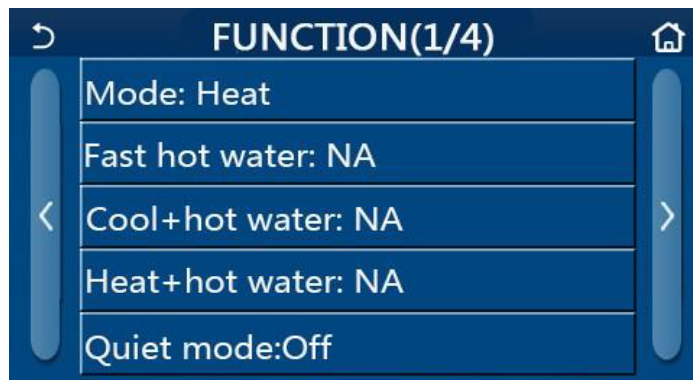 FUNCTION(1/4)
Mode: Heat
Fast hot water: NA
Cool+hot water: NA
Heat+hot water: NA
Quiet mode:Off